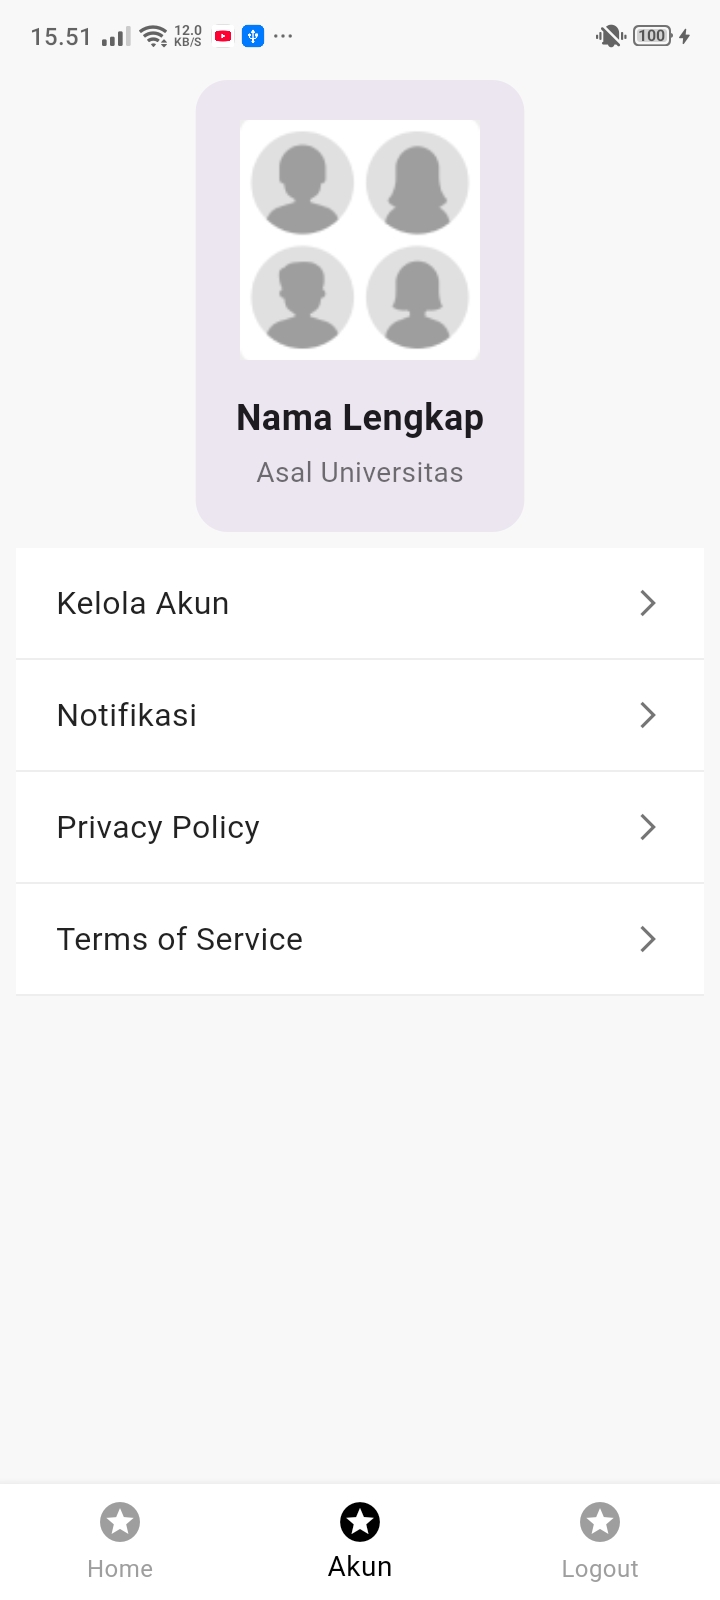 15.51 12.0 KB/S 100
Nama Lengkap
Asal Universitas
Kelola Akun
Notifikasi
Privacy Policy
Terms of Service
Home Akun Logout